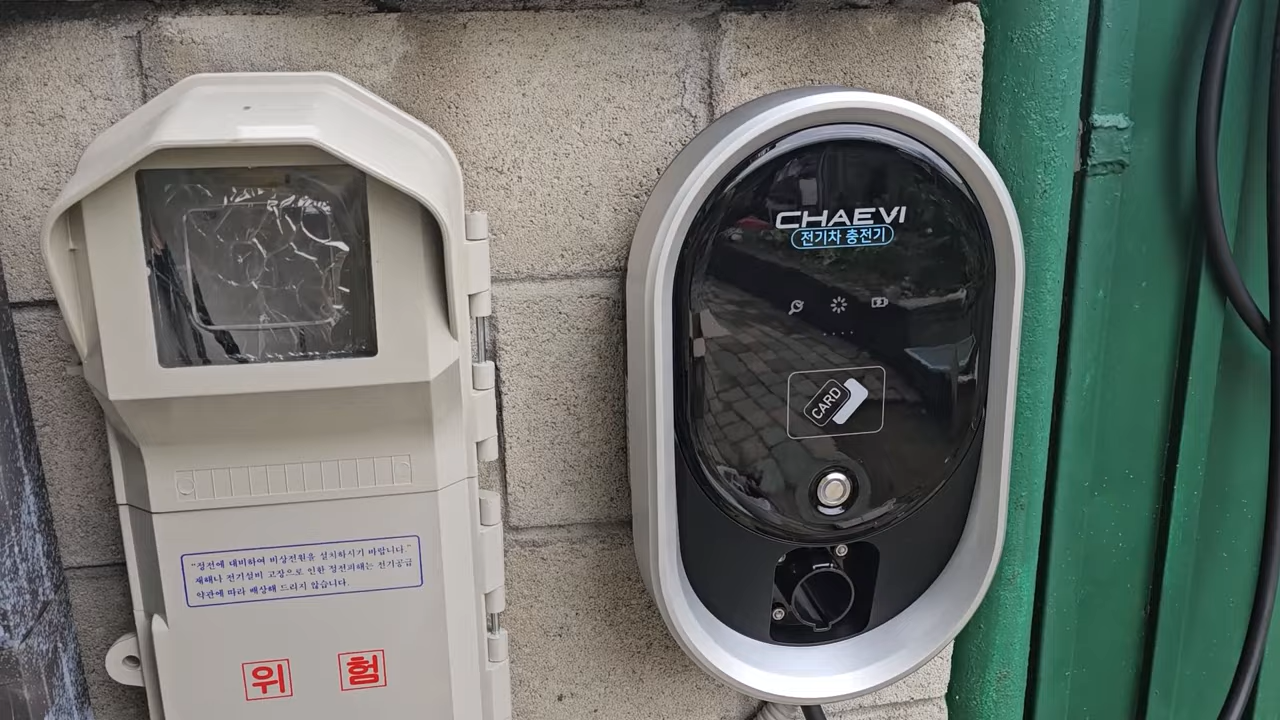 "정전에 대비하여 비상전원을 설치하시기 바랍니다."
재해나 전기설비 고장으로 인한 정전피해는 전기공급
약관에 따라 배상해 드리지 않습니다.
위 험
CHAEVI
전기차 충전기
CARD